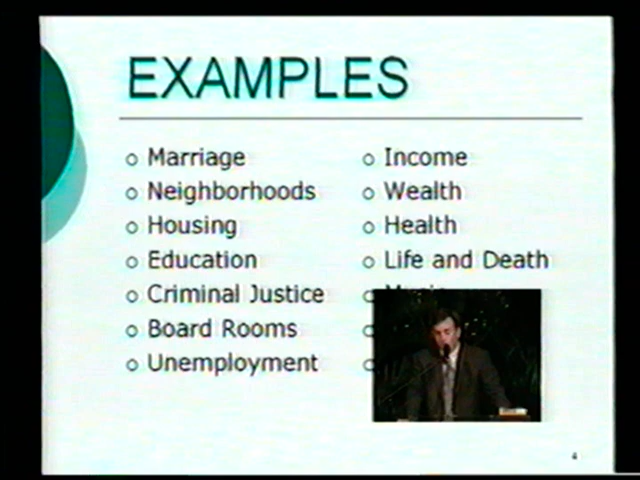 EXAMPLES
Marriage
Neighborhoods
Housing
Education
Criminal Justice
Board Rooms
Unemployment
Income
Wealth
Health
Life and Death
4